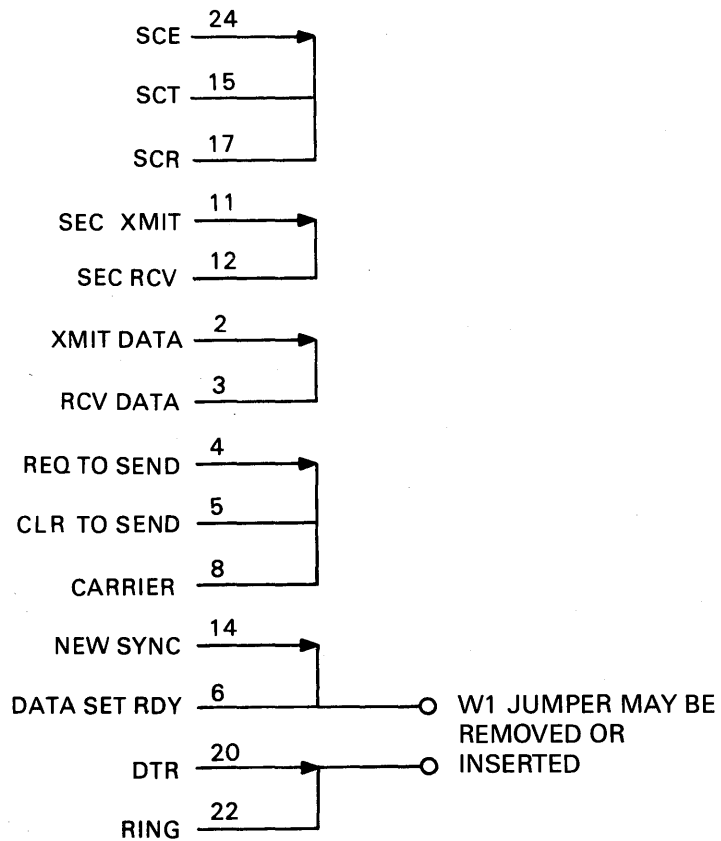 24
SCE
15
SCT
17
SCR
11
SEC XMIT
12
SEC RCV
2
XMIT DATA
3
RCV DATA
4
REQ TO SEND
5
CLR TO SEND
8
CARRIER
14
NEW SYNC
6
DATA SET RDY
W1 JUMPER MAY BE
REMOVED OR
INSERTED
20
DTR
22
RING